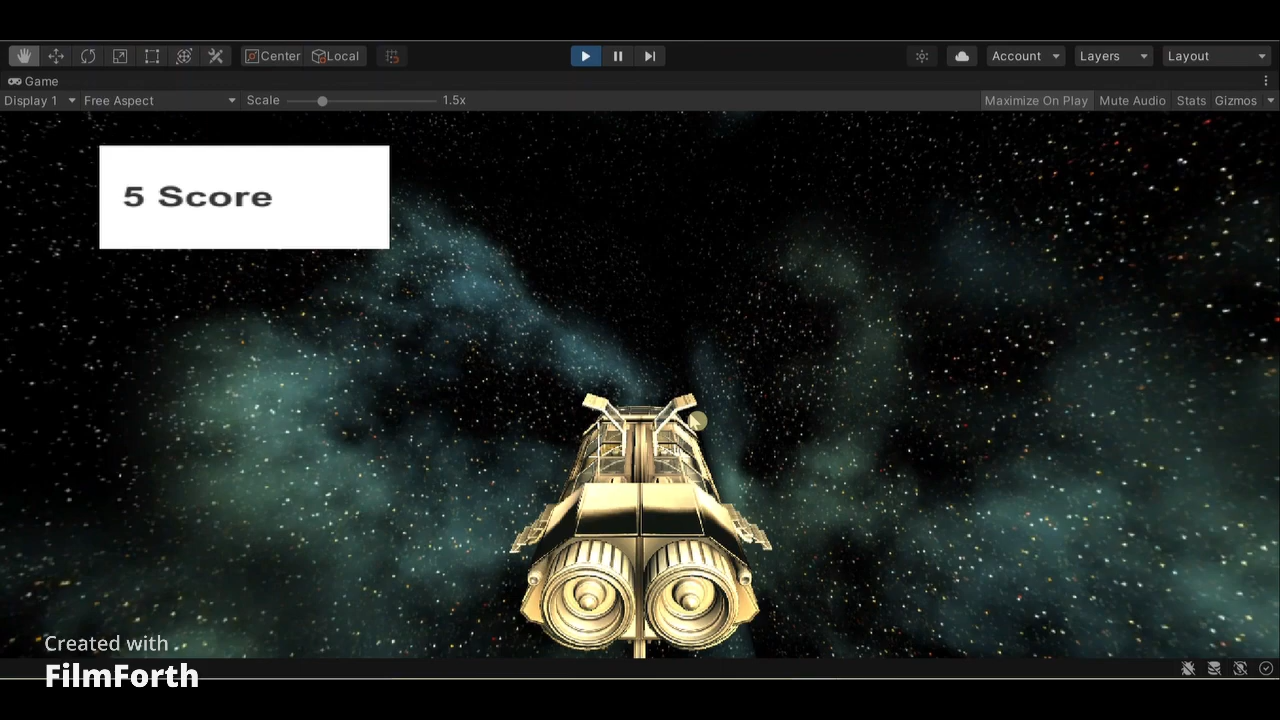 Center Local Account Layers Layout
Game
Display 1 Free Aspect Scale 1.5x Maximize On Play Mute Audio Stats Gizmos
5 Score
Created with
FilmForth